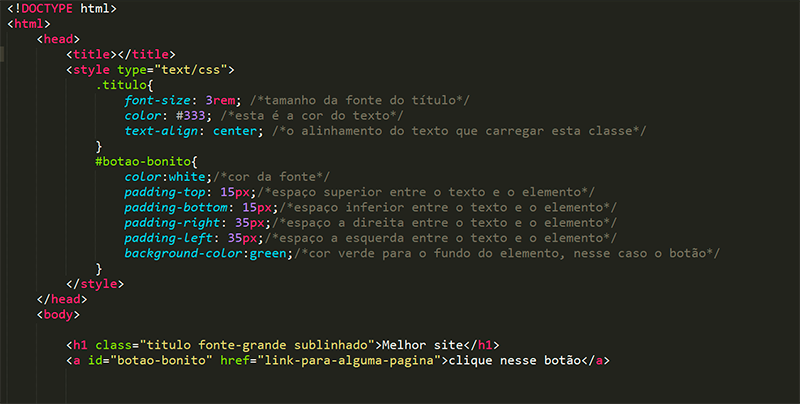 <!DOCTYPE html>
<html>
<head>
<title></title>
<style type="text/css">
.titulo{
font-size: 3rem; /*tamanho da fonte do título*/
color: #333; /*esta é a cor do texto*/
text-align: center; /*o alinhamento do texto que carregar esta classe*/
}
#botao-bonito{
color:white;/*cor da fonte*/
padding-top: 15px;/*espaço superior entre o texto e o elemento*/
padding-bottom: 15px;/*espaço inferior entre o texto e o elemento*/
padding-right: 35px;/*espaço a direita entre o texto e o elemento*/
padding-left: 35px;/*espaço a esquerda entre o texto e o elemento*/
background-color:green;/*cor verde para o fundo do elemento, nesse caso o botão*/
}
</style>
</head>
<body>
<h1 class="titulo fonte-grande sublinhado">Melhor site</h1>
<a id="botao-bonito" href="link-para-alguma-pagina">clique nesse botão</a>